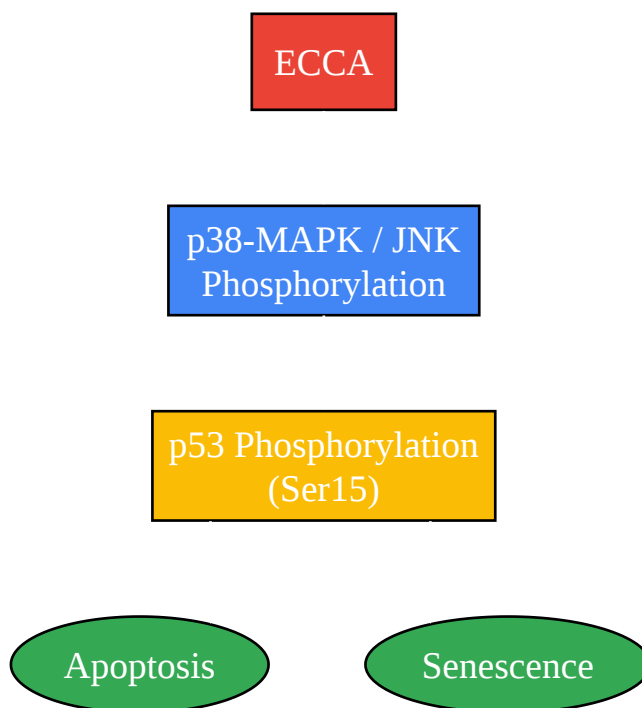 ECCA
p38-MAPK / JNK
Phosphorylation
p53 Phosphorylation
(Ser15)
Apoptosis
Senescence